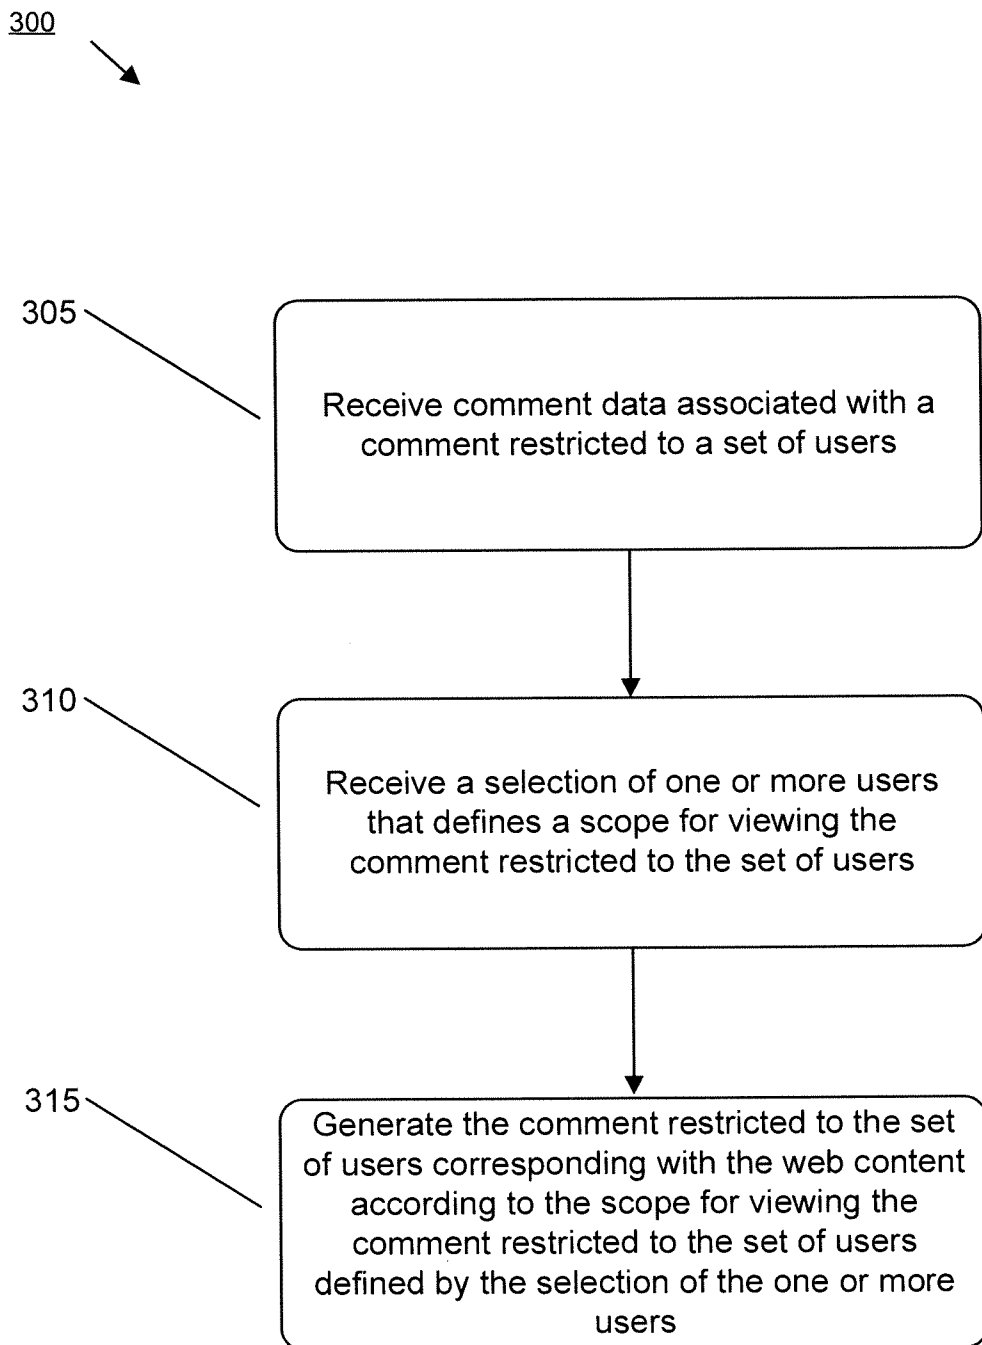 300
305
Receive comment data associated with a
comment restricted to a set of users
310
Receive a selection of one or more users
that defines a scope for viewing the
comment restricted to the set of users
315
Generate the comment restricted to the set
of users corresponding with the web content
according to the scope for viewing the
comment restricted to the set of users
defined by the selection of the one or more
users